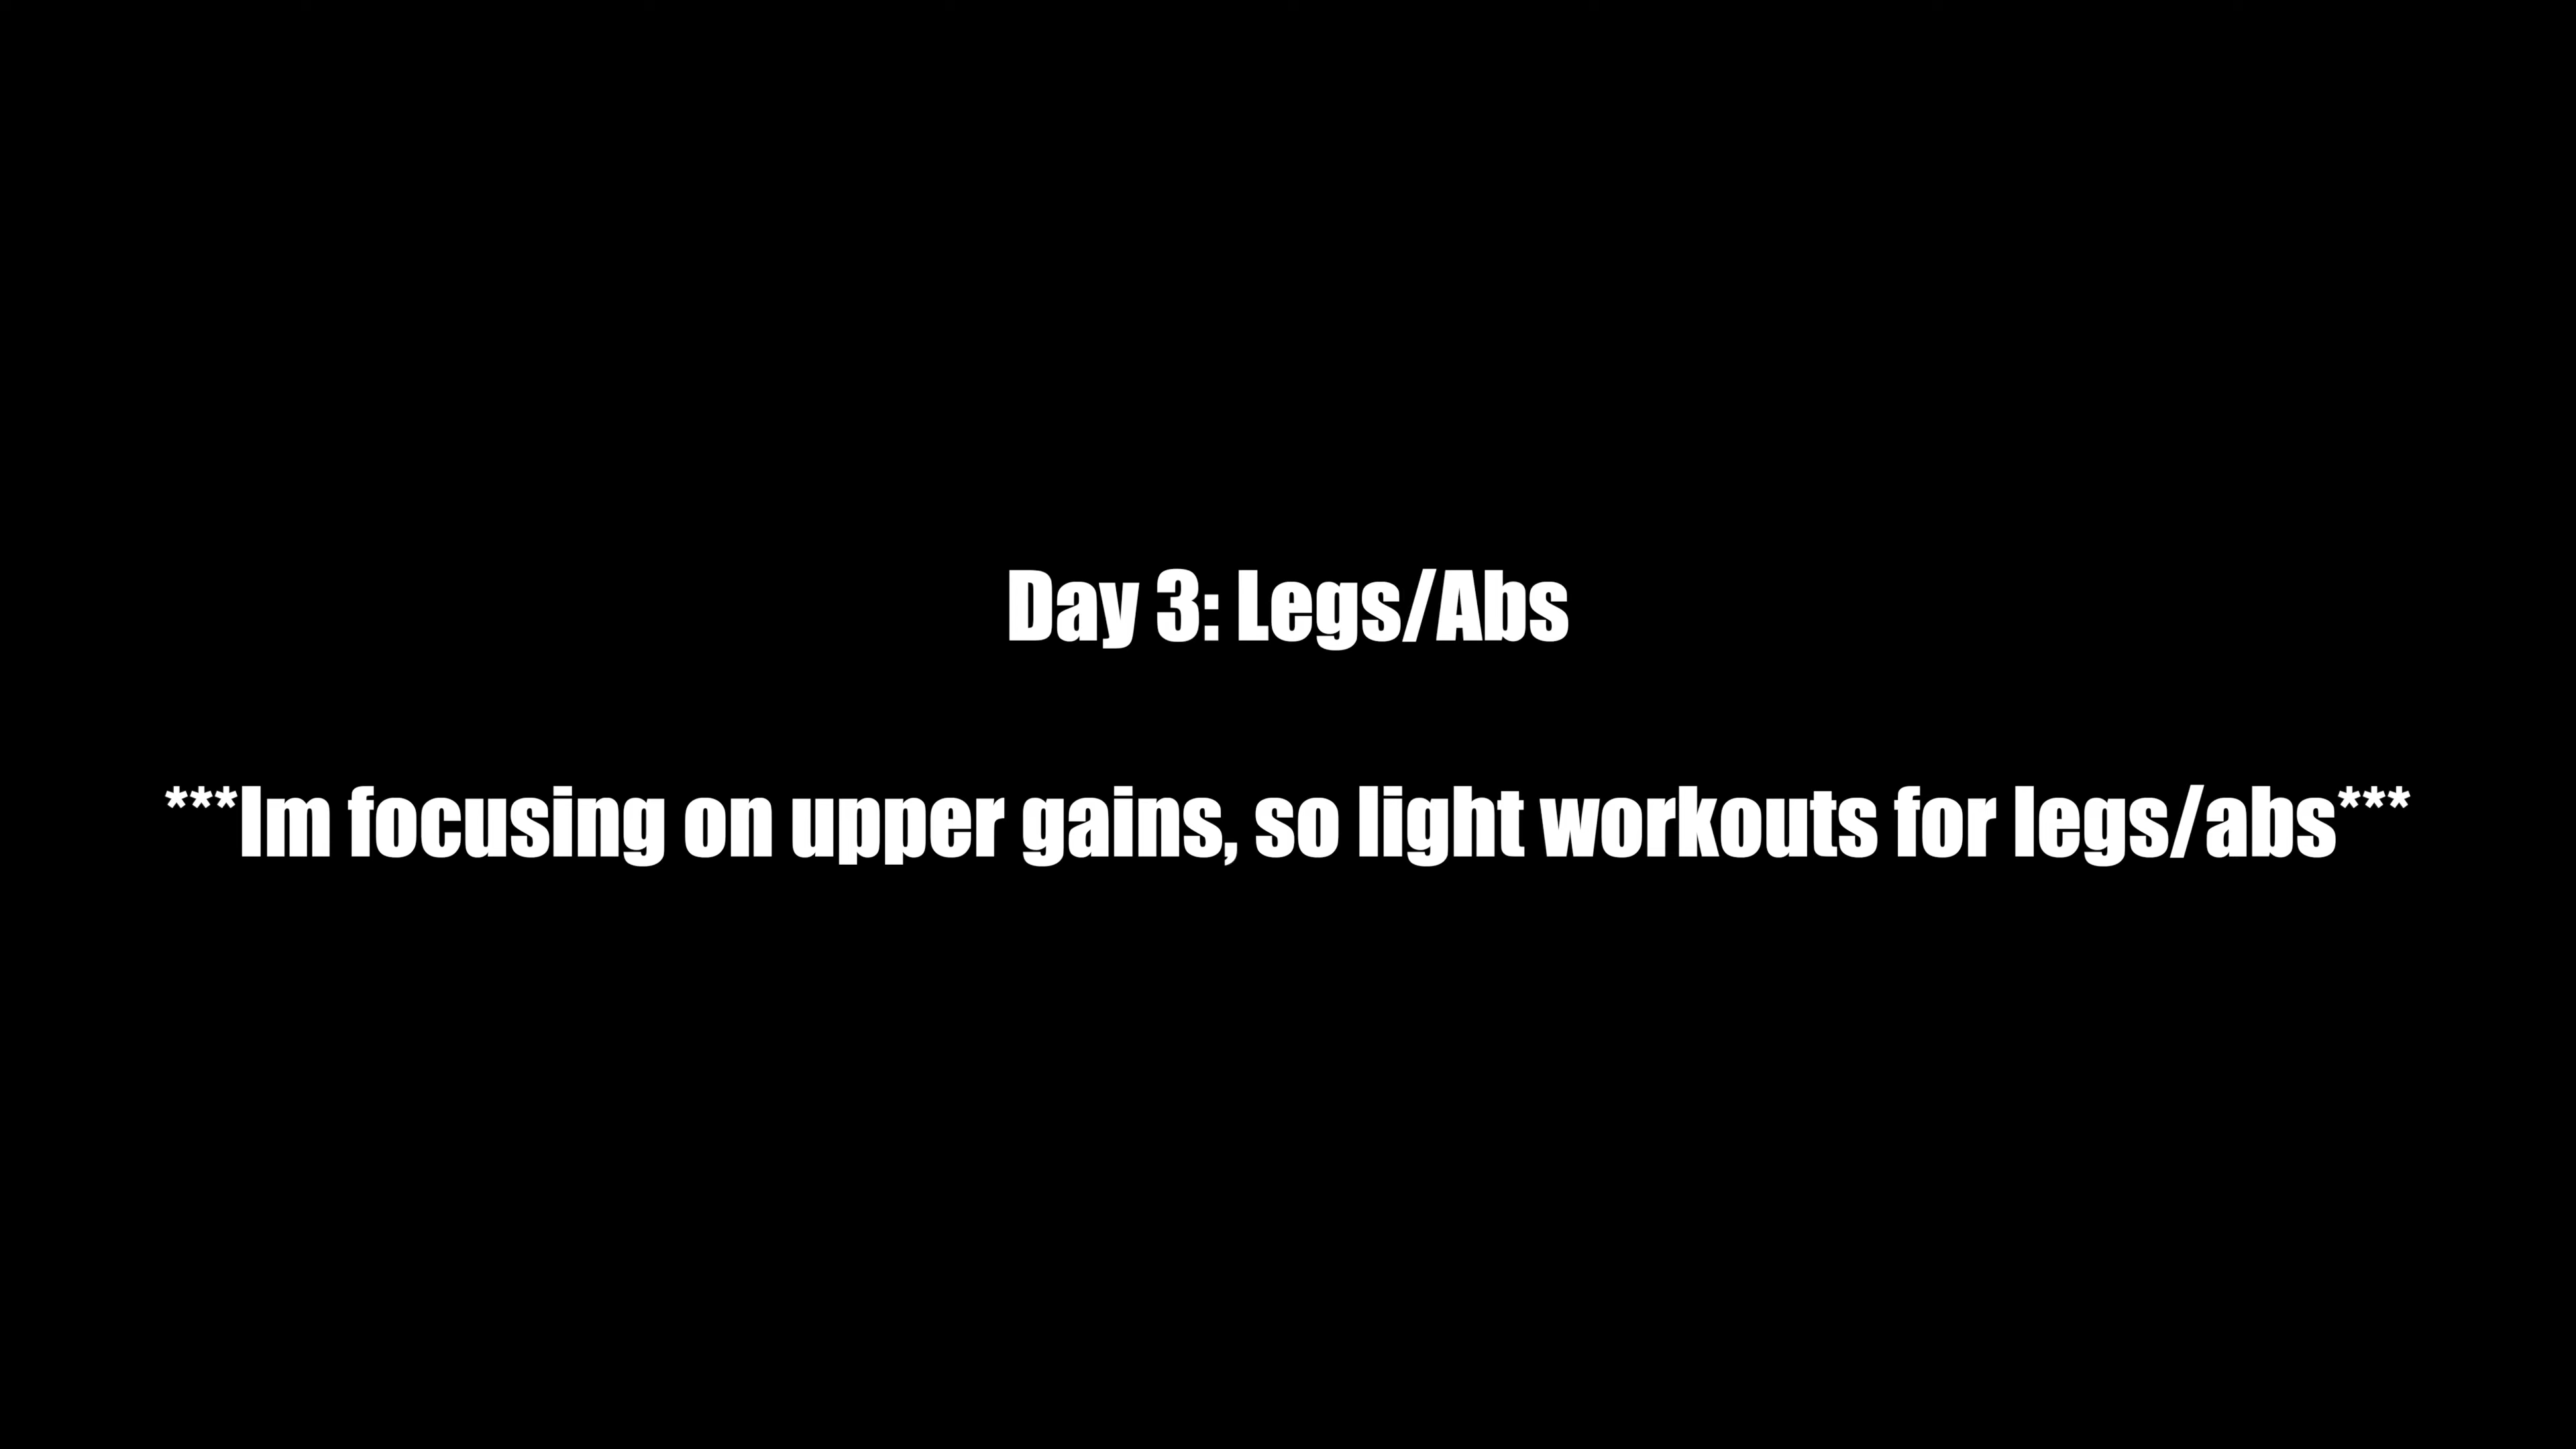 Day 3: Legs/Abs
***Im focusing on upper gains, so light workouts for legs/abs***